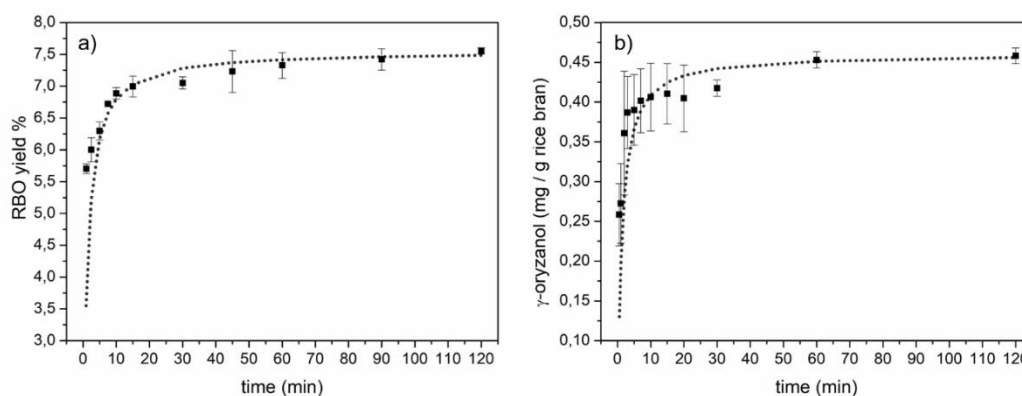 a)
RBO yield %
8,0
7,5
7,0
6,5
6,0
5,5
5,0
4,5
4,0
3,5
3,0
0 10 20 30 40 50 60 70 80 90 100 110 120
time (min)
b)
γ-oryzanol (mg / g rice bran)
0,50
0,45
0,40
0,35
0,30
0,25
0,20
0,15
0,10
0 10 20 30 40 50 60 70 80 90 100 110 120
time (min)